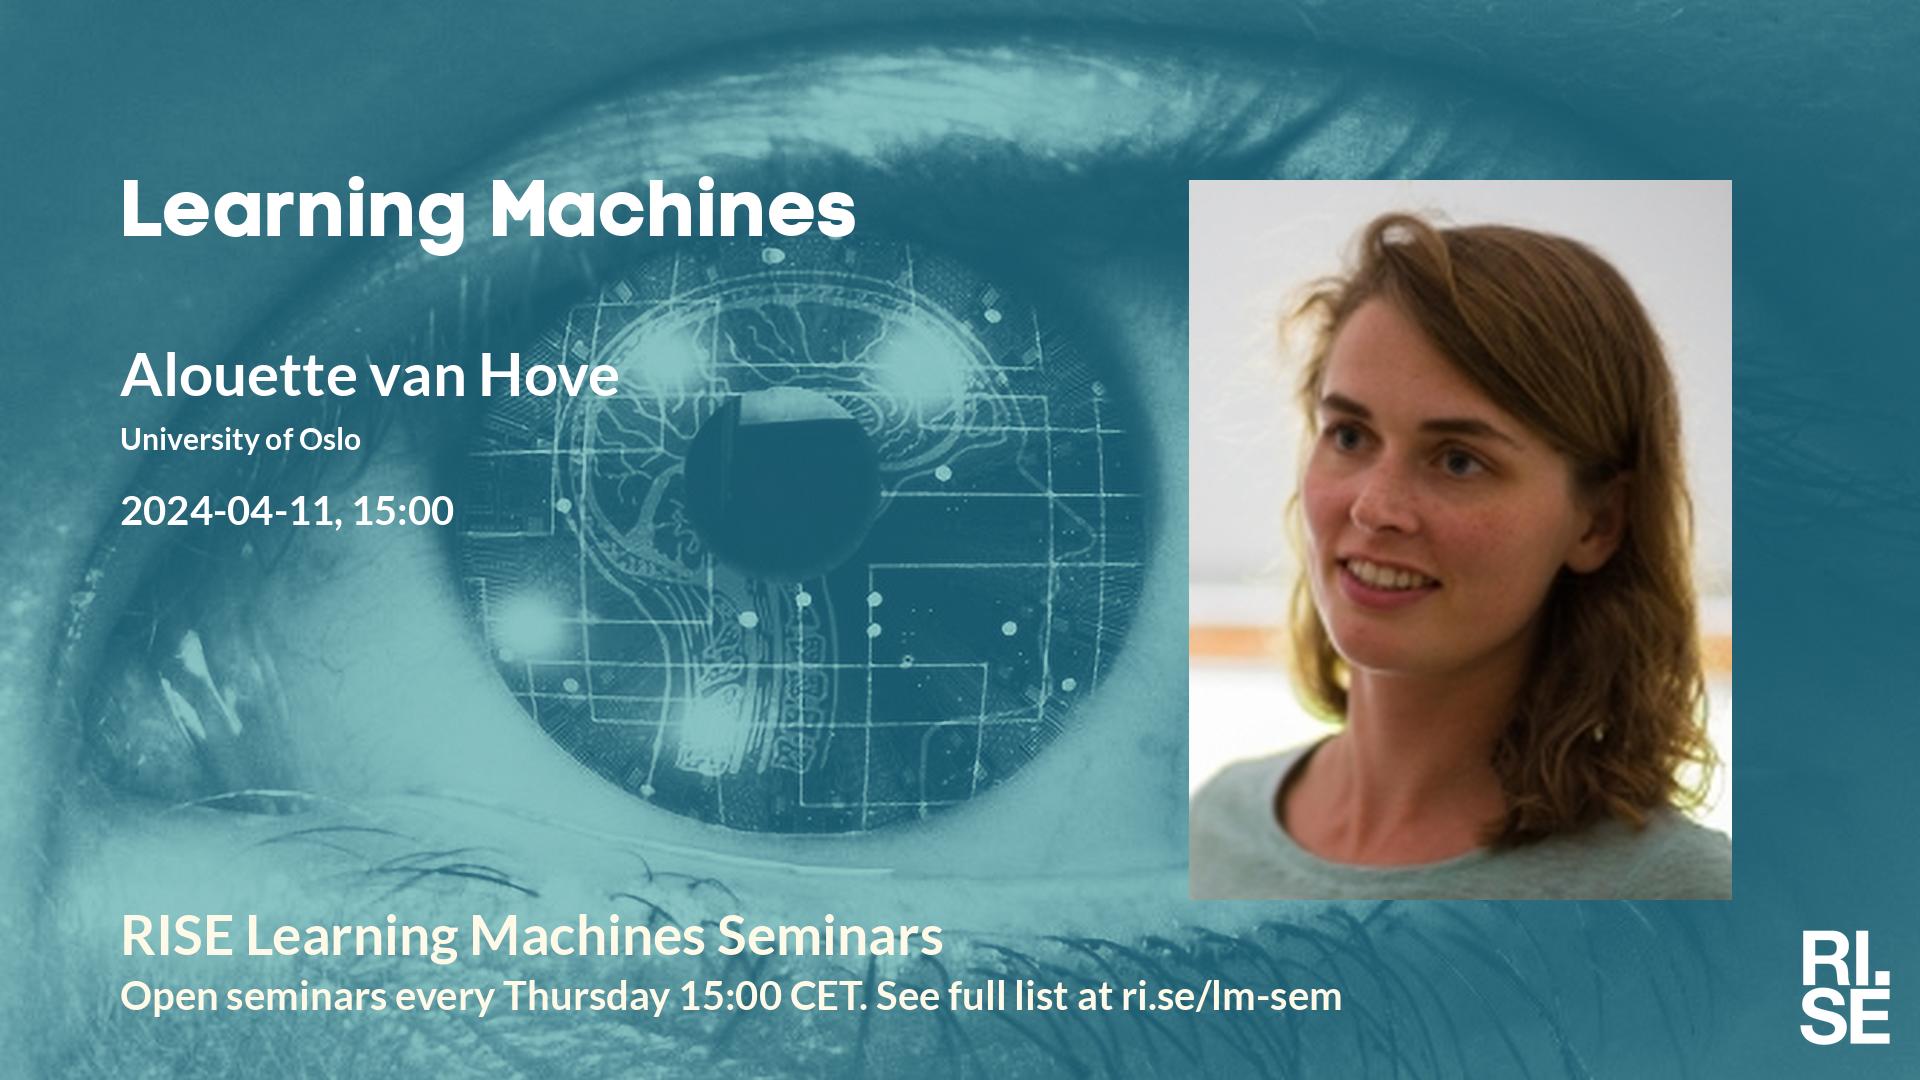 Learning Machines
Alouette van Hove
University of Oslo
2024-04-11, 15:00
RISE Learning Machines Seminars
Open seminars every Thursday 15:00 CET. See full list at ri.se/lm-sem
RI.
SE